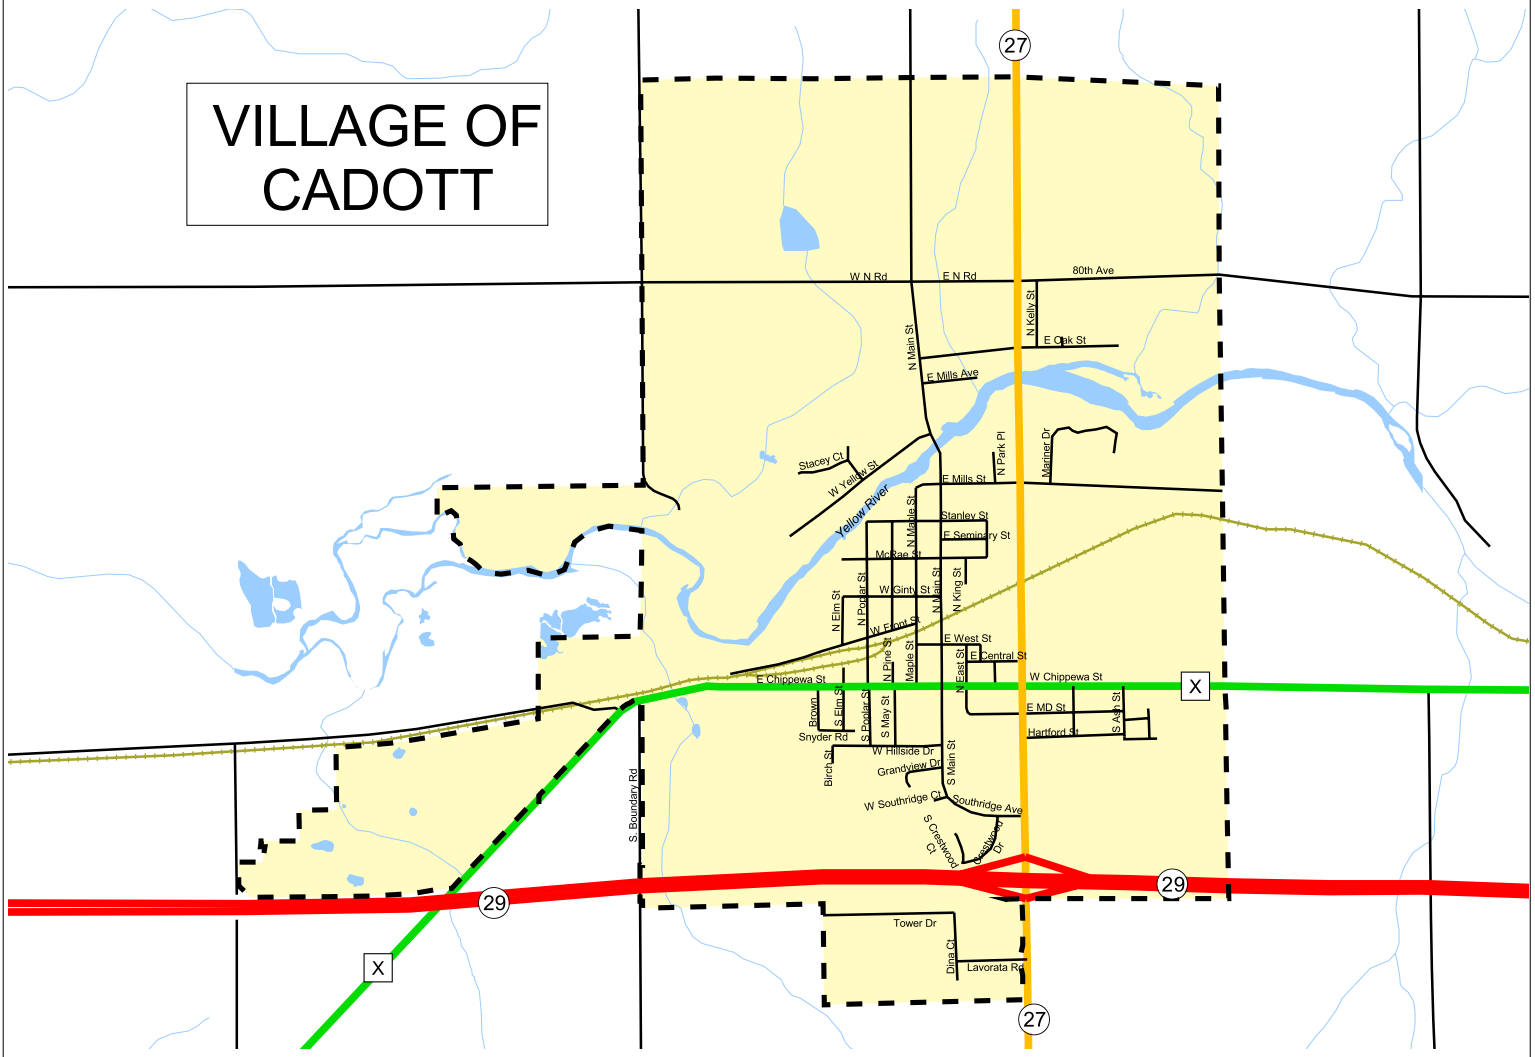 27
VILLAGE OF
CADOTT
W N Rd
E N Rd
80th Ave
N Kelly St
N Main St
E Oak St
E Mills Ave
Stacey Ct
W Yellow St
N Park Pl
Mariner Dr
E Mills St
Yellow River
N Maple St
Stanley St
E Seminary St
McRae St
N Poplar St
W Ginty St
N Main St
N King St
N Elm St
W Front St
E West St
N Pine St
Maple St
N East St
E Central St
E Chippewa St
W Chippewa St
X
Brown
S Elm St
S Poplar St
S May St
E MD St
S Ash St
Snyder Rd
Hartford St
W Hillside Dr
Birch St
S Main St
Grandview Dr
S. Boundary Rd
W Southridge Ct
Southridge Ave
S Crestwood
Ct
Crestwood
Dr
29
29
Tower Dr
Dina Ct
Lavorata Rd
X
27